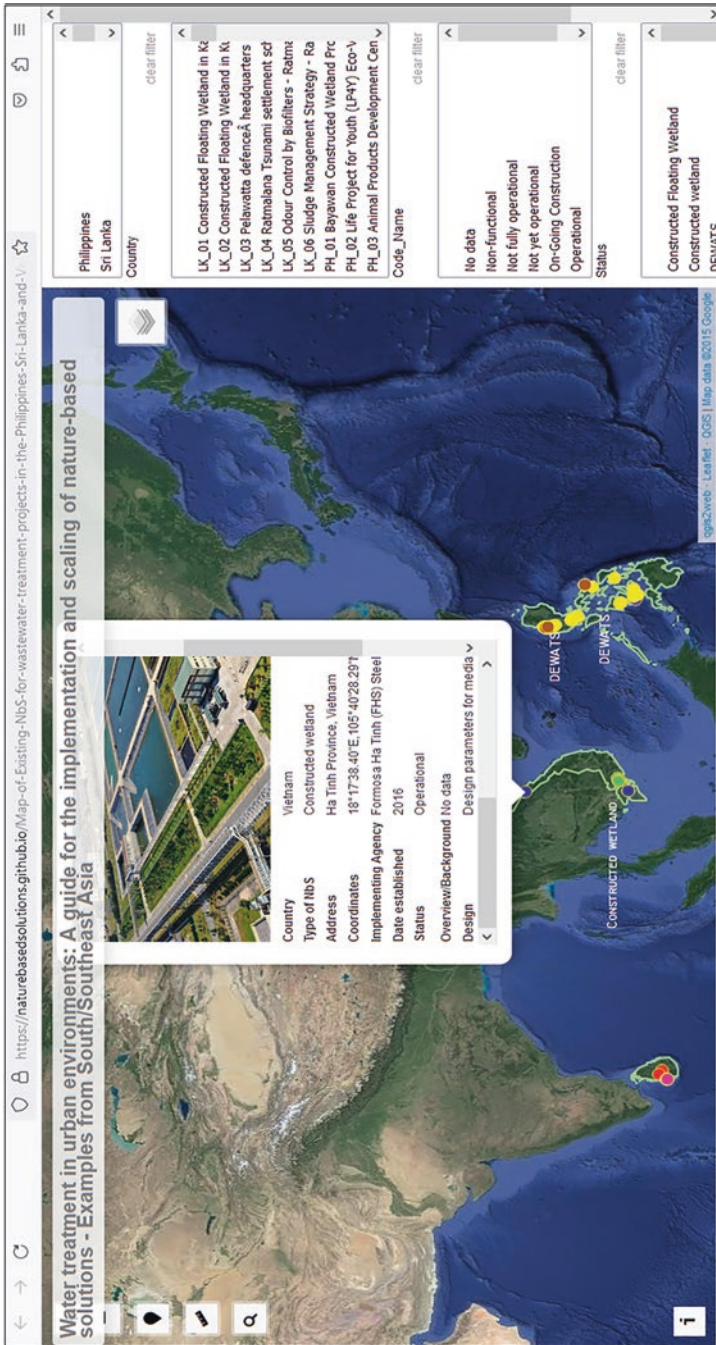 https://naturebasedsolutions.github.io/Map-of-Existing-NbS-for-wastewater-treatment-projects-in-the-Philippines-Sri-Lanka-and-V
Water treatment in urban environments: A guide for the implementation and scaling of nature-based
solutions - Examples from South/Southeast Asia
Country Vietnam
Type of NbS Constructed wetland
Address Ha Tinh Province, Vietnam
Coordinates 18°17'38.40"E,105°40'28.29"
Implementing Agency Formosa Ha Tinh (FHS) Steel
Date established 2016
Status Operational
Overview/Background No data
Design Design parameters for media
CONSTRUCTED WETLAND
DEWATS
DEWATS
i
qgis2web · Leaflet · QGIS | Map data ©2015 Google
Philippines
Sri Lanka
Country
clear filter
LK_01 Constructed Floating Wetland in Ka
LK_02 Constructed Floating Wetland in Ku
LK_03 Pelawatta defenceÂ headquarters
LK_04 Ratmalana Tsunami settlement sch
LK_05 Odour Control by Biofilters - Ratma
LK_06 Sludge Management Strategy - Ra
PH_01 Bayawan Constructed Wetland Prc
PH_02 Life Project for Youth (LP4Y) Eco-V
PH_03 Animal Products Development Cen
Code_Name
clear filter
No data
Non-functional
Not fully operational
Not yet operational
On-Going Construction
Operational
Status
clear filter
Constructed Floating Wetland
Constructed wetland
DEWATS